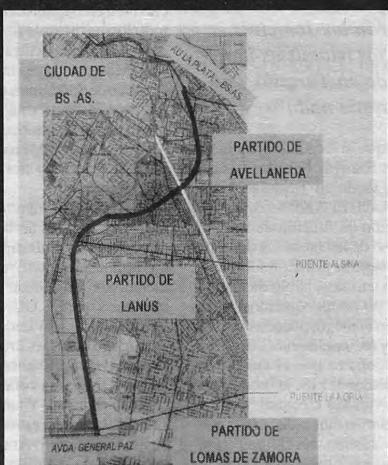 AU LA PLATA - BS.AS.
CIUDAD DE
BS .AS.
PARTIDO DE
AVELLANEDA
PUENTE ALSINA
PARTIDO DE
LANÚS
PUENTE LA NORIA
AVDA. GENERAL PAZ
PARTIDO DE
LOMAS DE ZAMORA